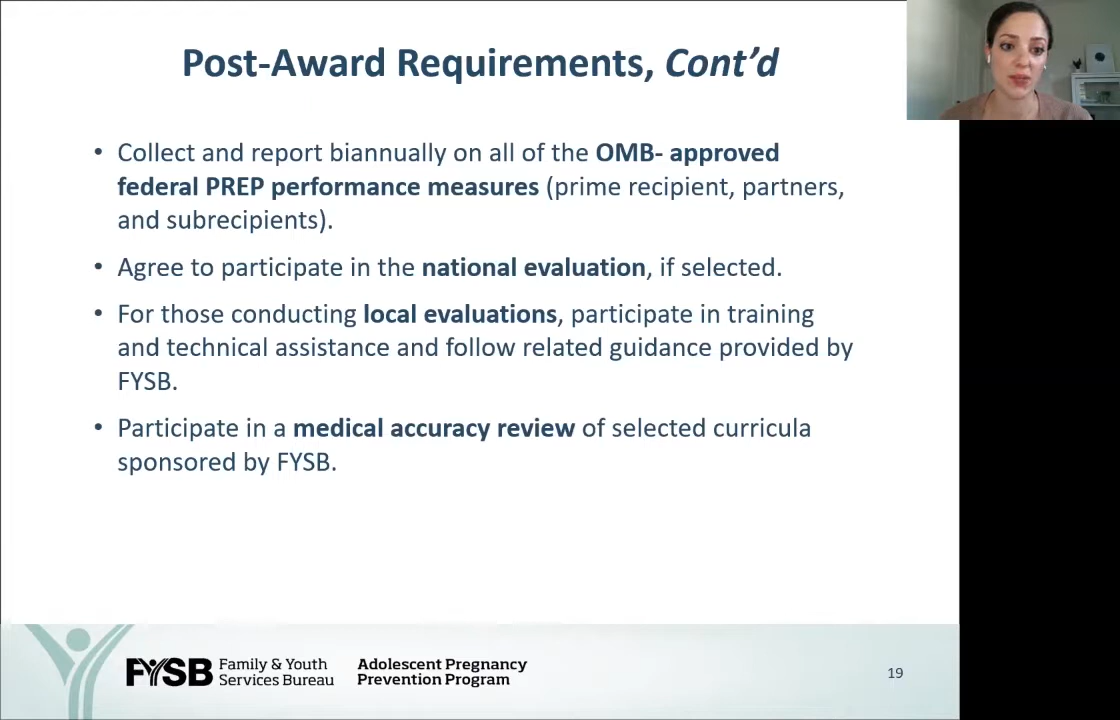 Post-Award Requirements, Cont'd
• Collect and report biannually on all of the OMB- approved
federal PREP performance measures (prime recipient, partners,
and subrecipients).
• Agree to participate in the national evaluation, if selected.
• For those conducting local evaluations, participate in training
and technical assistance and follow related guidance provided by
FYSB.
• Participate in a medical accuracy review of selected curricula
sponsored by FYSB.
FYSB
Family & Youth
Services Bureau
Adolescent Pregnancy
Prevention Program
19